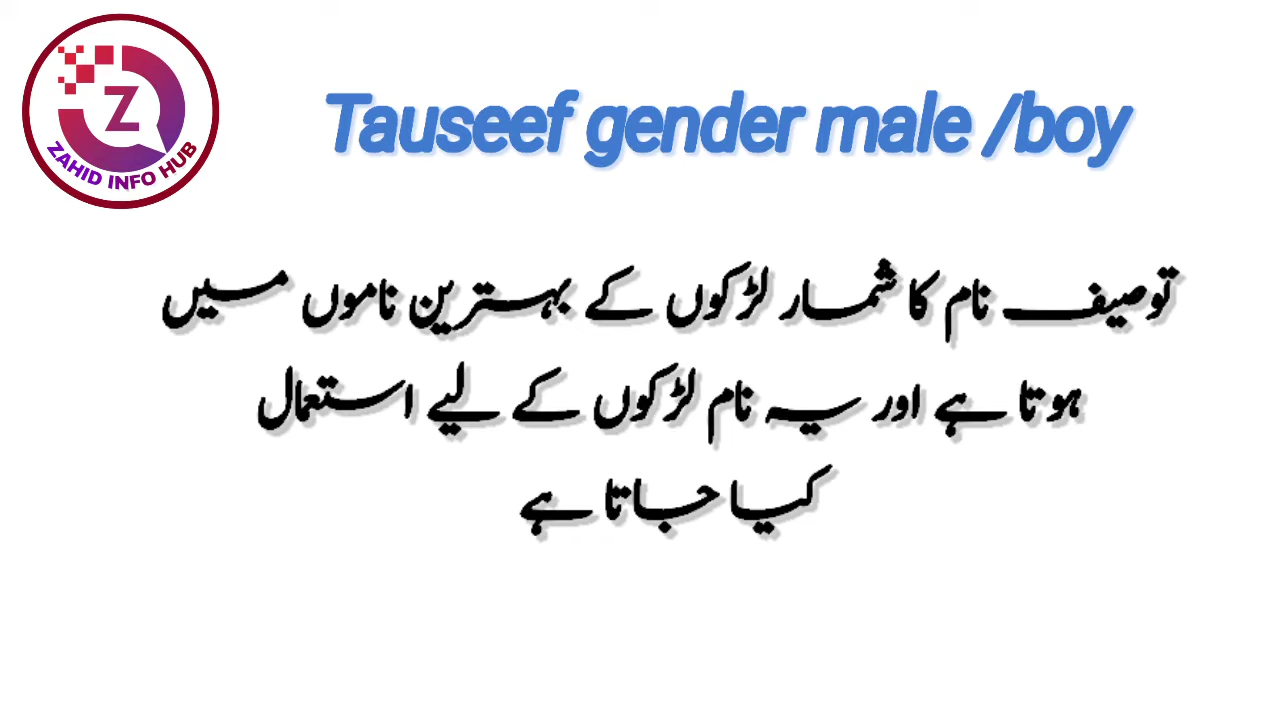 Z
ZAHID INFO HUB
Tauseef gender male /boy
توصیف نام کا شمار لڑکوں کے بہترین ناموں میں
ہوتا ہے اور یہ نام لڑکوں کے لیے استعمال
کیا جاتا ہے